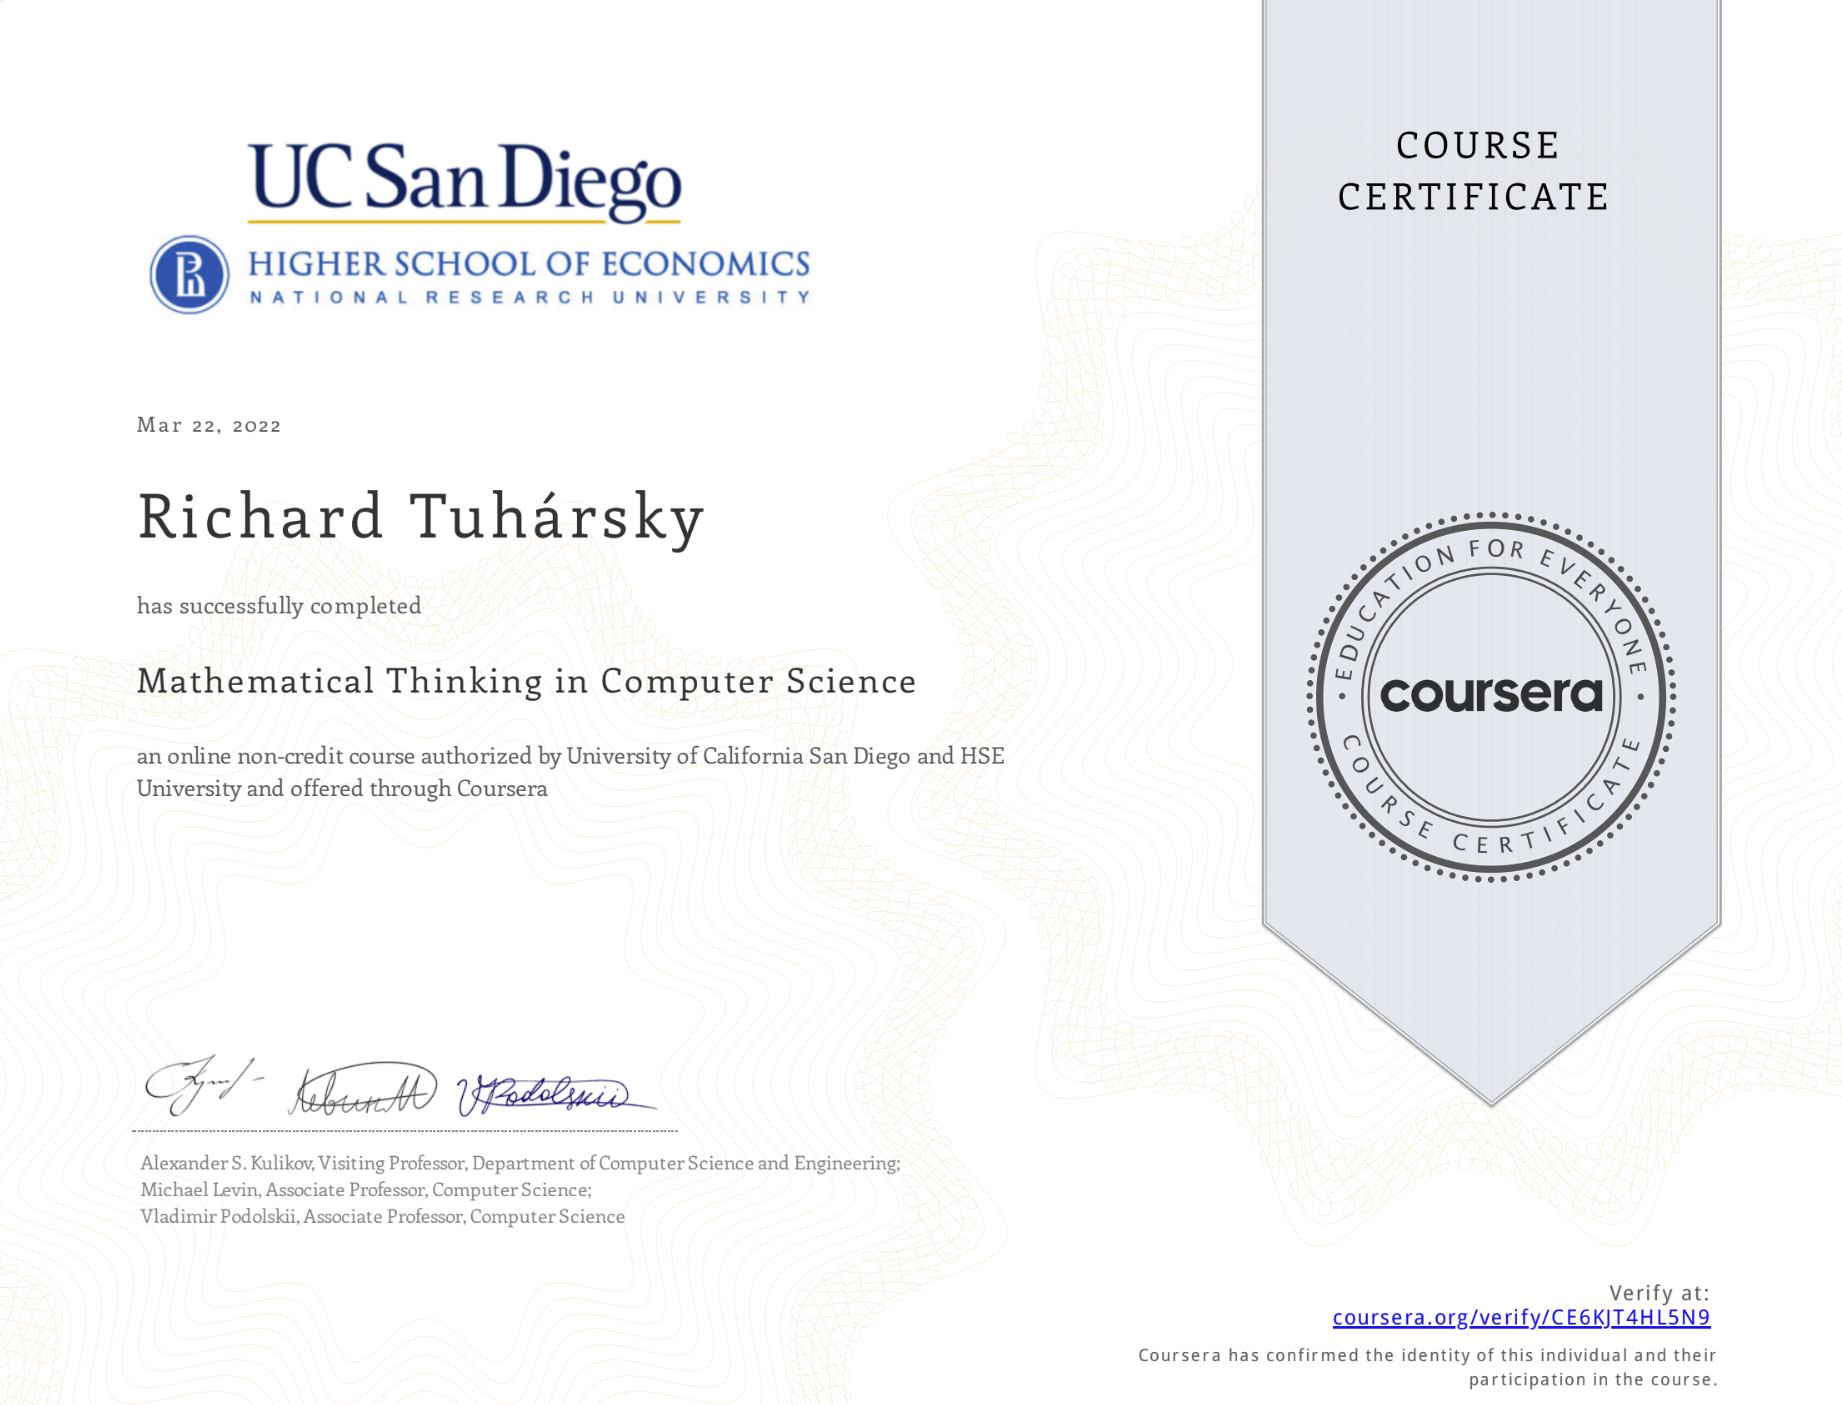 UC San Diego
HIGHER SCHOOL OF ECONOMICS
NATIONAL RESEARCH UNIVERSITY
COURSE
CERTIFICATE
Mar 22, 2022
Richard Tuhársky
has successfully completed
Mathematical Thinking in Computer Science
an online non-credit course authorized by University of California San Diego and HSE
University and offered through Coursera
• EDUCATION FOR EVERYONE •
coursera
COURSE CERTIFICATE
VPodolskii
Alexander S. Kulikov, Visiting Professor, Department of Computer Science and Engineering;
Michael Levin, Associate Professor, Computer Science;
Vladimir Podolskii, Associate Professor, Computer Science
Verify at:
coursera.org/verify/CE6KJT4HL5N9
Coursera has confirmed the identity of this individual and their
participation in the course.